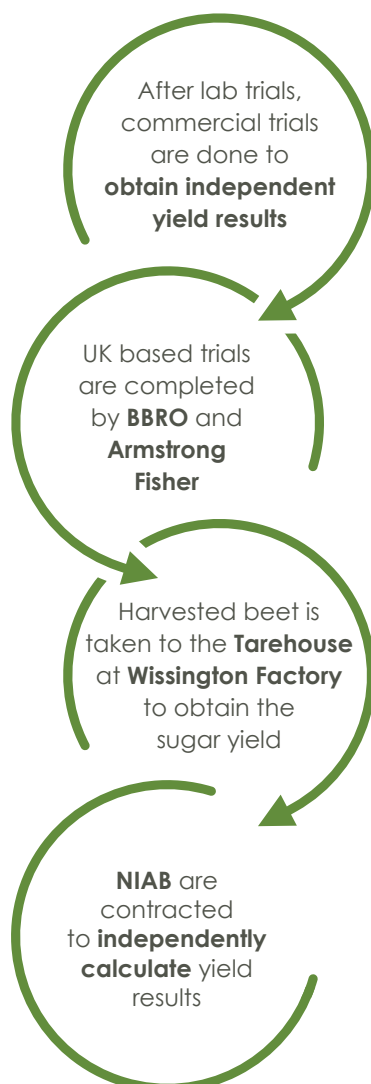 After lab trials,
commercial trials
are done to
obtain independent
yield results
UK based trials
are completed
by BBRO and
Armstrong
Fisher
Harvested beet is
taken to the Tarehouse
at Wissington Factory
to obtain the
sugar yield
NIAB are
contracted
to independently
calculate yield
results